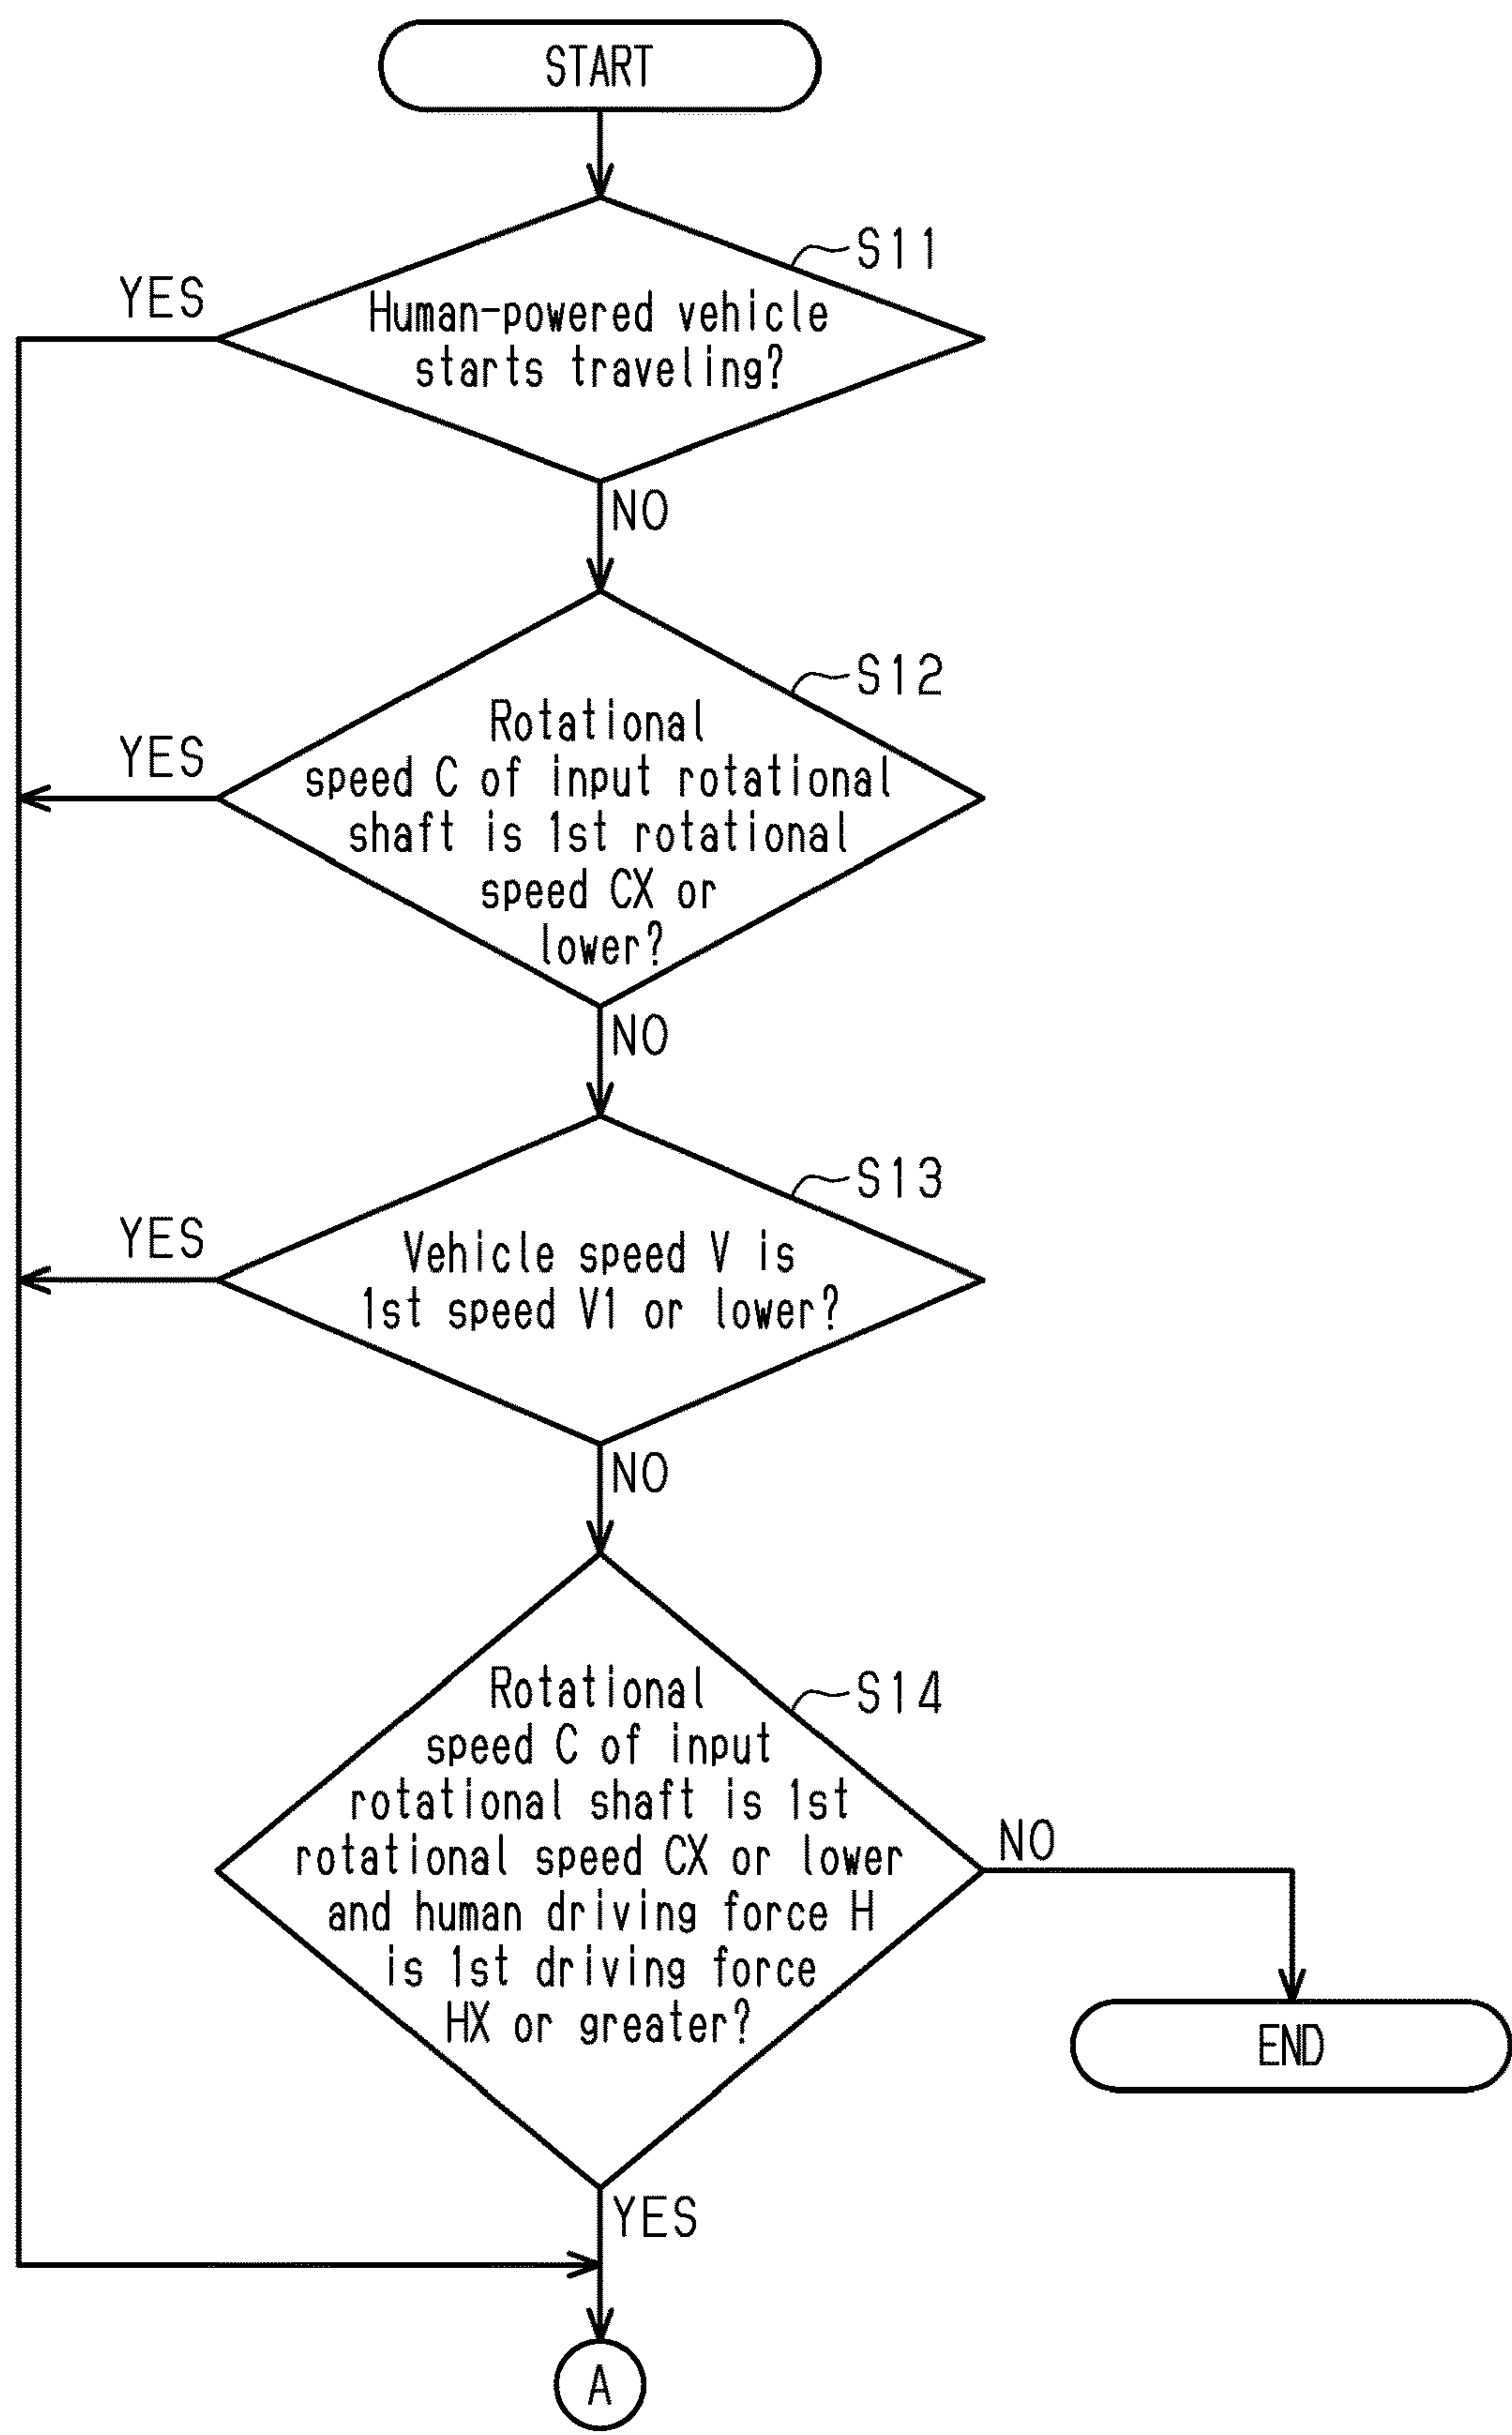 START
S11
YES
Human-powered vehicle
starts traveling?
NO
S12
YES
Rotational
speed C of input rotational
shaft is 1st rotational
speed CX or
lower?
NO
S13
YES
Vehicle speed V is
1st speed V1 or lower?
NO
S14
Rotational
speed C of input
rotational shaft is 1st
rotational speed CX or lower
and human driving force H
is 1st driving force
HX or greater?
NO
END
YES
A